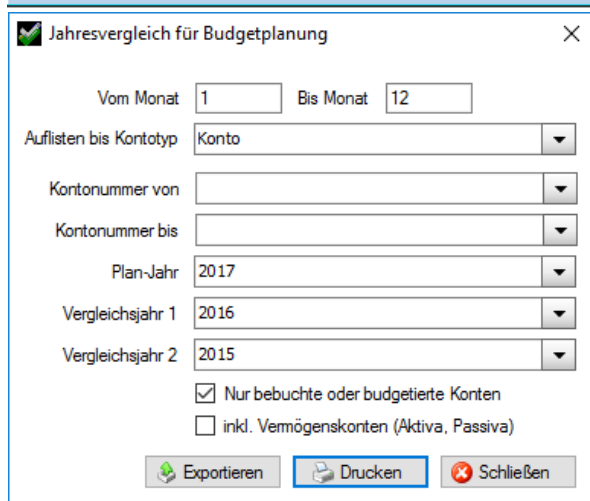 Jahresvergleich für Budgetplanung
Vom Monat 1 Bis Monat 12
Auflisten bis Kontotyp Konto
Kontonummer von
Kontonummer bis
Plan-Jahr 2017
Vergleichsjahr 1 2016
Vergleichsjahr 2 2015
Nur bebuchte oder budgetierte Konten
inkl. Vermögenskonten (Aktiva, Passiva)
Exportieren Drucken Schließen